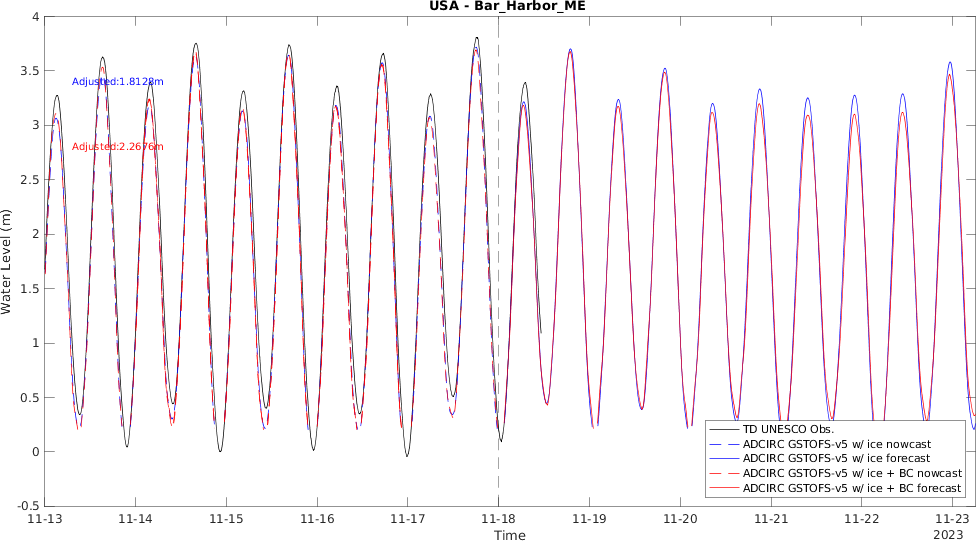 USA - Bar_Harbor_ME
4
3.5
3
2.5
2
1.5
1
0.5
0
-0.5
Water Level (m)
Adjusted:1.8128m
Adjusted:2.2676m
TD UNESCO Obs.
ADCIRC GSTOFS-v5 w/ ice nowcast
ADCIRC GSTOFS-v5 w/ ice forecast
ADCIRC GSTOFS-v5 w/ ice + BC nowcast
ADCIRC GSTOFS-v5 w/ ice + BC forecast
11-13 11-14 11-15 11-16 11-17 11-18 11-19 11-20 11-21 11-22 11-23
Time
2023